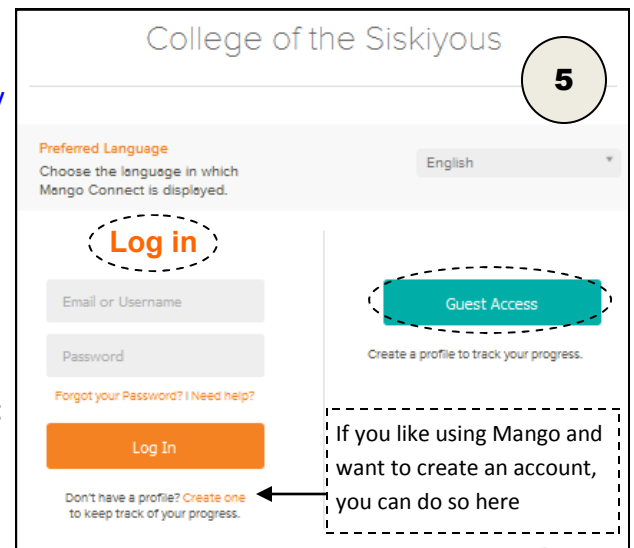 College of the Siskiyous
5
Preferred Language
Choose the language in which
Mango Connect is displayed.
English
Log in
Email or Username
Password
Forgot your Password? I Need help?
Log In
Don't have a profile? Create one
to keep track of your progress.
Guest Access
Create a profile to track your progress.
If you like using Mango and
want to create an account,
you can do so here